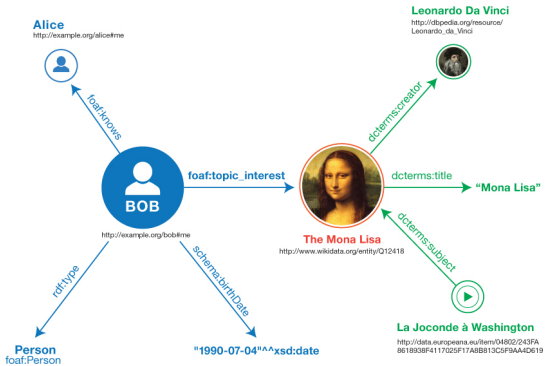 Alice
http://example.org/alice#me
Leonardo Da Vinci
http://dbpedia.org/resource/
Leonardo_da_Vinci
foaf:knows
dcterms:creator
BOB
foaf:topic_interest
dcterms:title
“Mona Lisa”
http://example.org/bob#me
The Mona Lisa
http://www.wikidata.org/entity/Q12418
dcterms:subject
rdf:type
schema:birthDate
La Joconde à Washington
http://data.europeana.eu/item/04802/243FA
8618938F4117025F17A8B813C5F9AA4D619
Person
foaf:Person
"1990-07-04"^^xsd:date